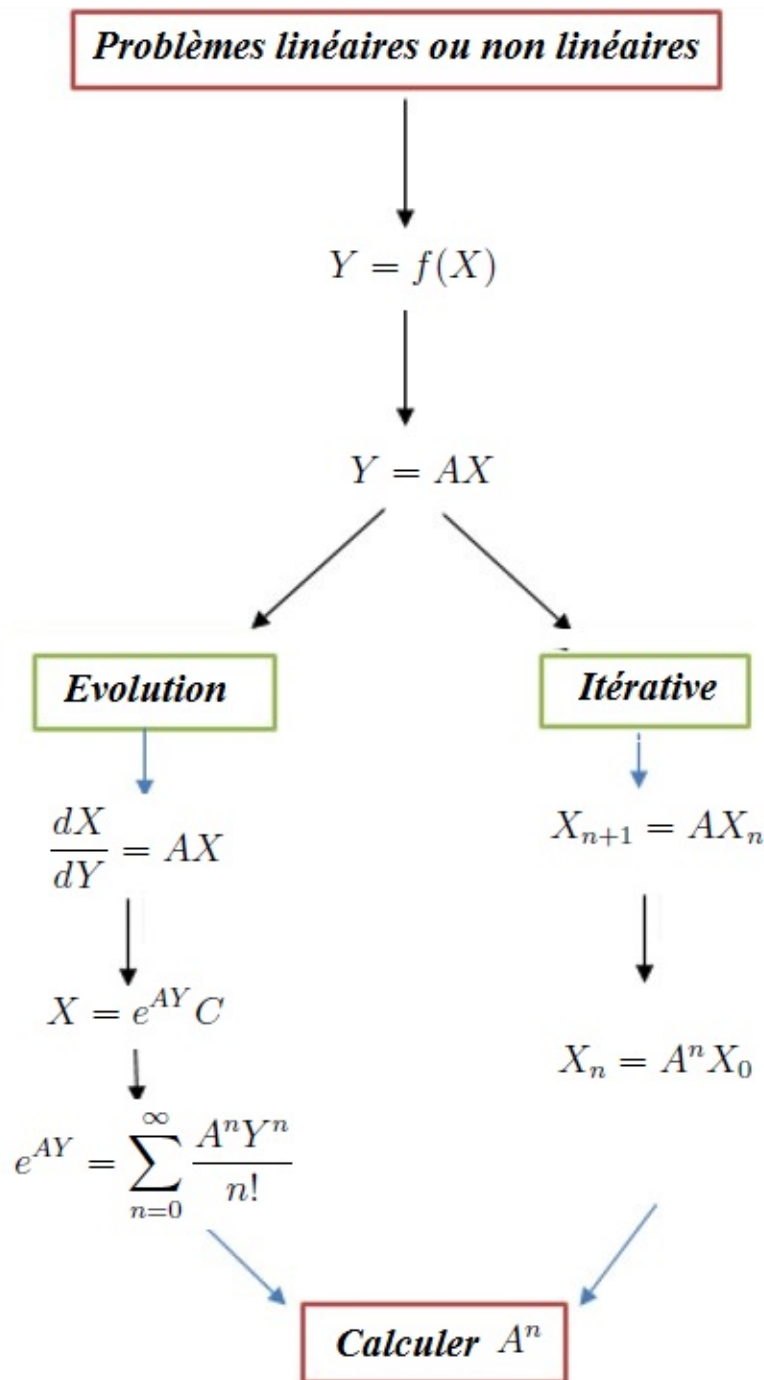 Problèmes linéaires ou non linéaires
Y = f(X)
Y = AX
Evolution
\frac{dX}{dY} = AX
X = e^{AY}C
e^{AY} = \sum_{n=0}^{\infty} \frac{A^n Y^n}{n!}
Itérative
X_{n+1} = AX_n
X_n = A^n X_0
Calculer A^n